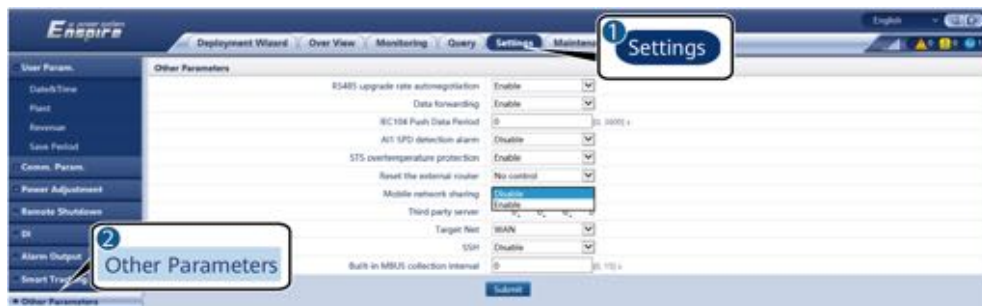 Enspire
English
Deployment Wizard Over View Monitoring Query Settings
1 Settings
User Param. Other Parameters
Date&Time
Plant
Revenue
Save Period
Comm. Param.
Power Adjustment
Remote Shutdown
DI
Alarm Output
Other Parameters
RS485 upgrade rate autonegotiation Enable
Data forwarding Enable
IEC104 Push Data Period 0
AI1 SPD detection alarm Disable
STS overtemperature protection Enable
Reset the external router No control
Mobile network sharing Disable
Enable
Third party server
Target Net WAN
SSH Disable
Built-in MBUS collection interval 0
Submit
2
Other Parameters